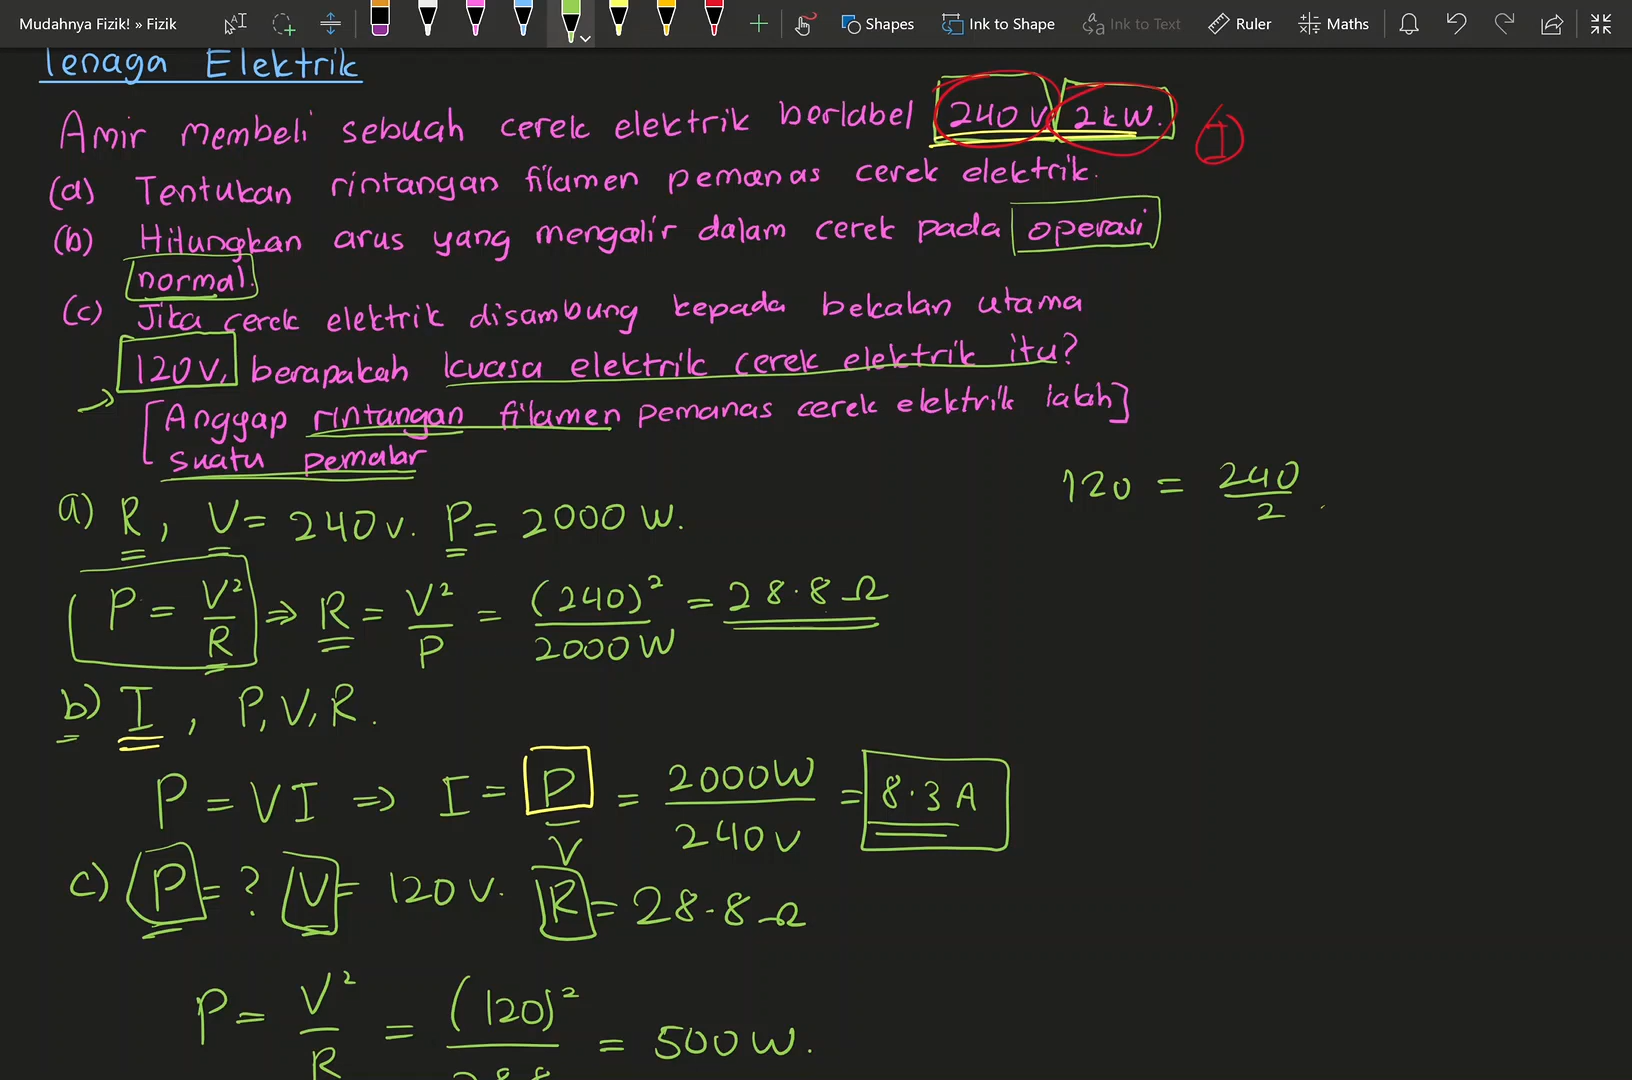 Mudahnya Fizik! » Fizik Shapes Ink to Shape Ink to Text Ruler Maths
Tenaga Elektrik
Amir membeli sebuah cerek elektrik berlabel 240 V 2 kW. I
(a) Tentukan rintangan filamen pemanas cerek elektrik.
(b) Hitungkan arus yang mengalir dalam cerek pada operasi
normal.
(c) Jika cerek elektrik disambung kepada bekalan utama
120V, berapakah kuasa elektrik cerek elektrik itu?
→ [Anggap rintangan filamen pemanas cerek elektrik ialah]
suatu pemalar
120 = 240/2
a) R, V = 240 v. P = 2000 W.
P = V²/R ⇒ R = V²/P = (240)²/2000W = 28.8 Ω
b) I, P, V, R.
P = VI ⇒ I = P/V = 2000W/240V = 8.3 A
c) P = ? V = 120 V. R = 28.8 Ω
P = V²/R = (120)²/28.8 = 500 W.